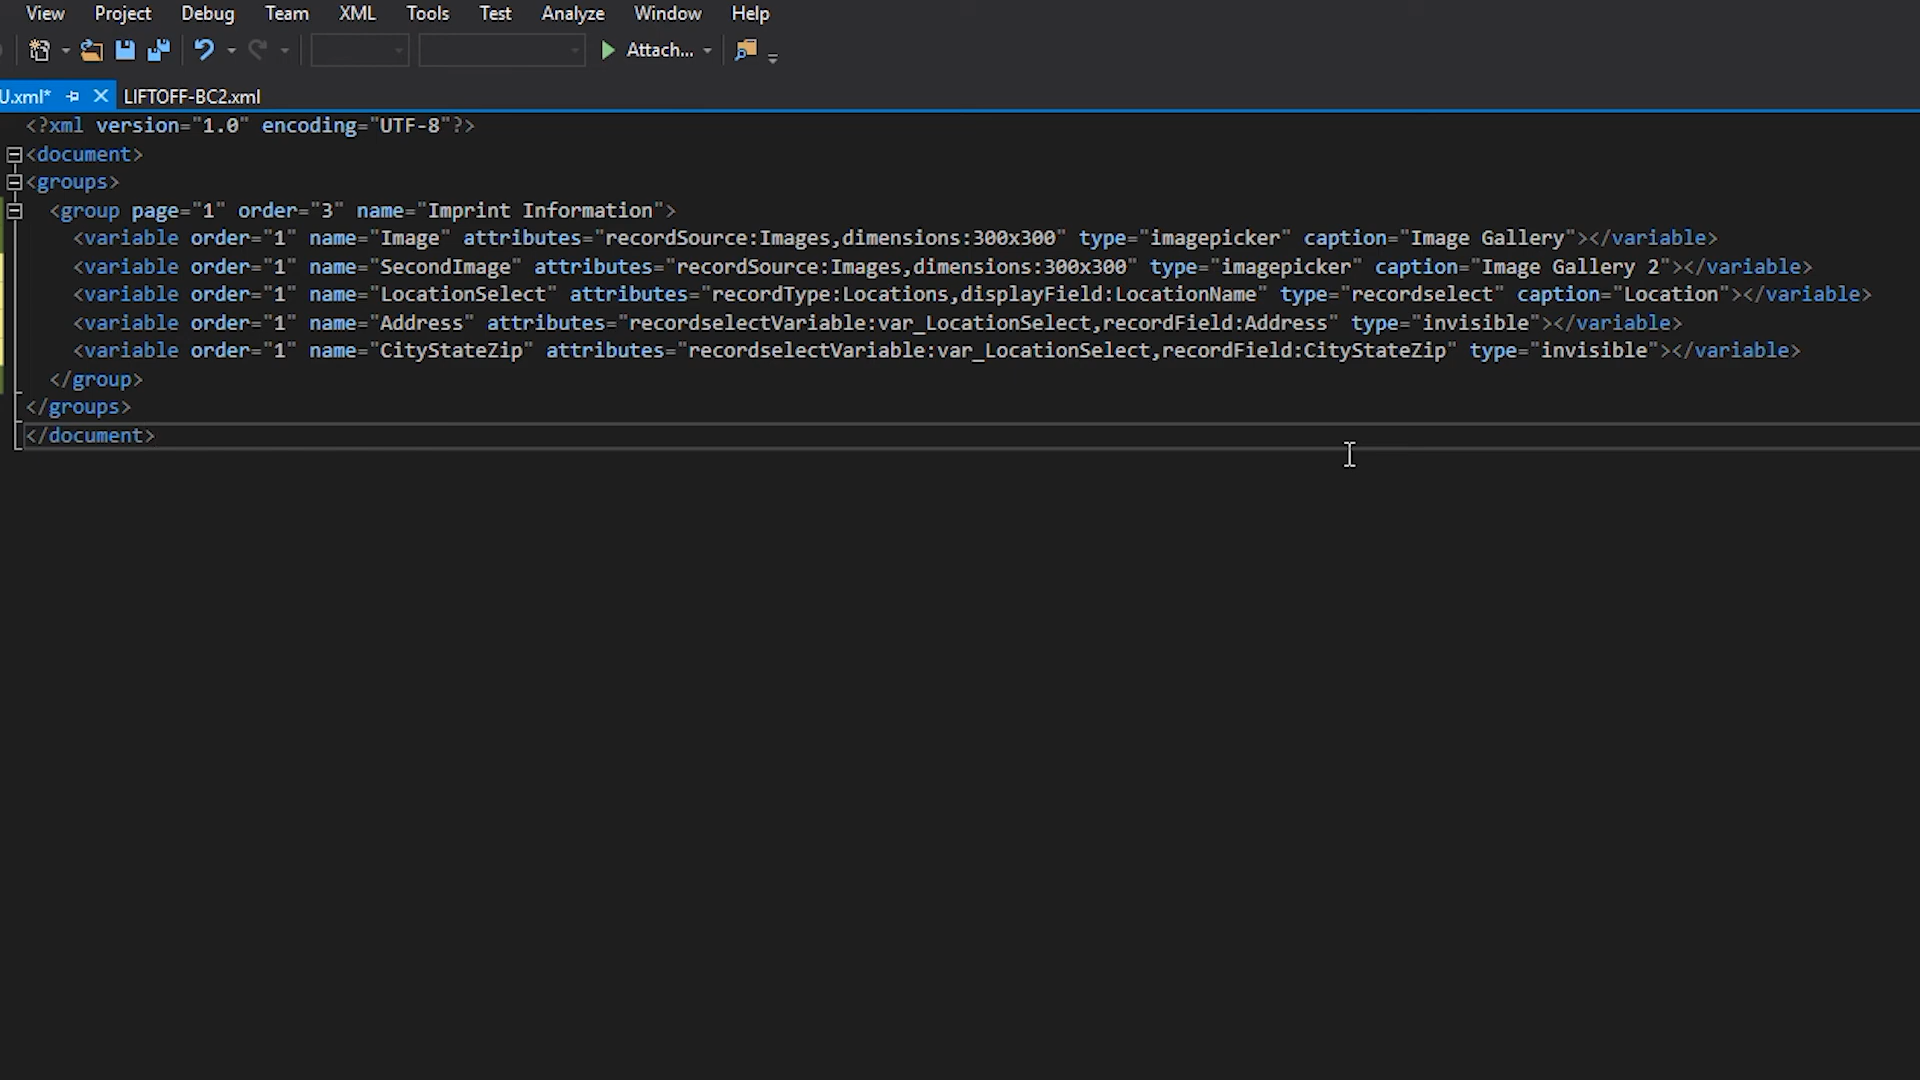 View Project Debug Team XML Tools Test Analyze Window Help
Attach...
U.xml* LIFTOFF-BC2.xml
<?xml version="1.0" encoding="UTF-8"?>
<document>
<groups>
<group page="1" order="3" name="Imprint Information">
<variable order="1" name="Image" attributes="recordSource:Images,dimensions:300x300" type="imagepicker" caption="Image Gallery"></variable>
<variable order="1" name="SecondImage" attributes="recordSource:Images,dimensions:300x300" type="imagepicker" caption="Image Gallery 2"></variable>
<variable order="1" name="LocationSelect" attributes="recordType:Locations,displayField:LocationName" type="recordselect" caption="Location"></variable>
<variable order="1" name="Address" attributes="recordselectVariable:var_LocationSelect,recordField:Address" type="invisible"></variable>
<variable order="1" name="CityStateZip" attributes="recordselectVariable:var_LocationSelect,recordField:CityStateZip" type="invisible"></variable>
</group>
</groups>
</document>